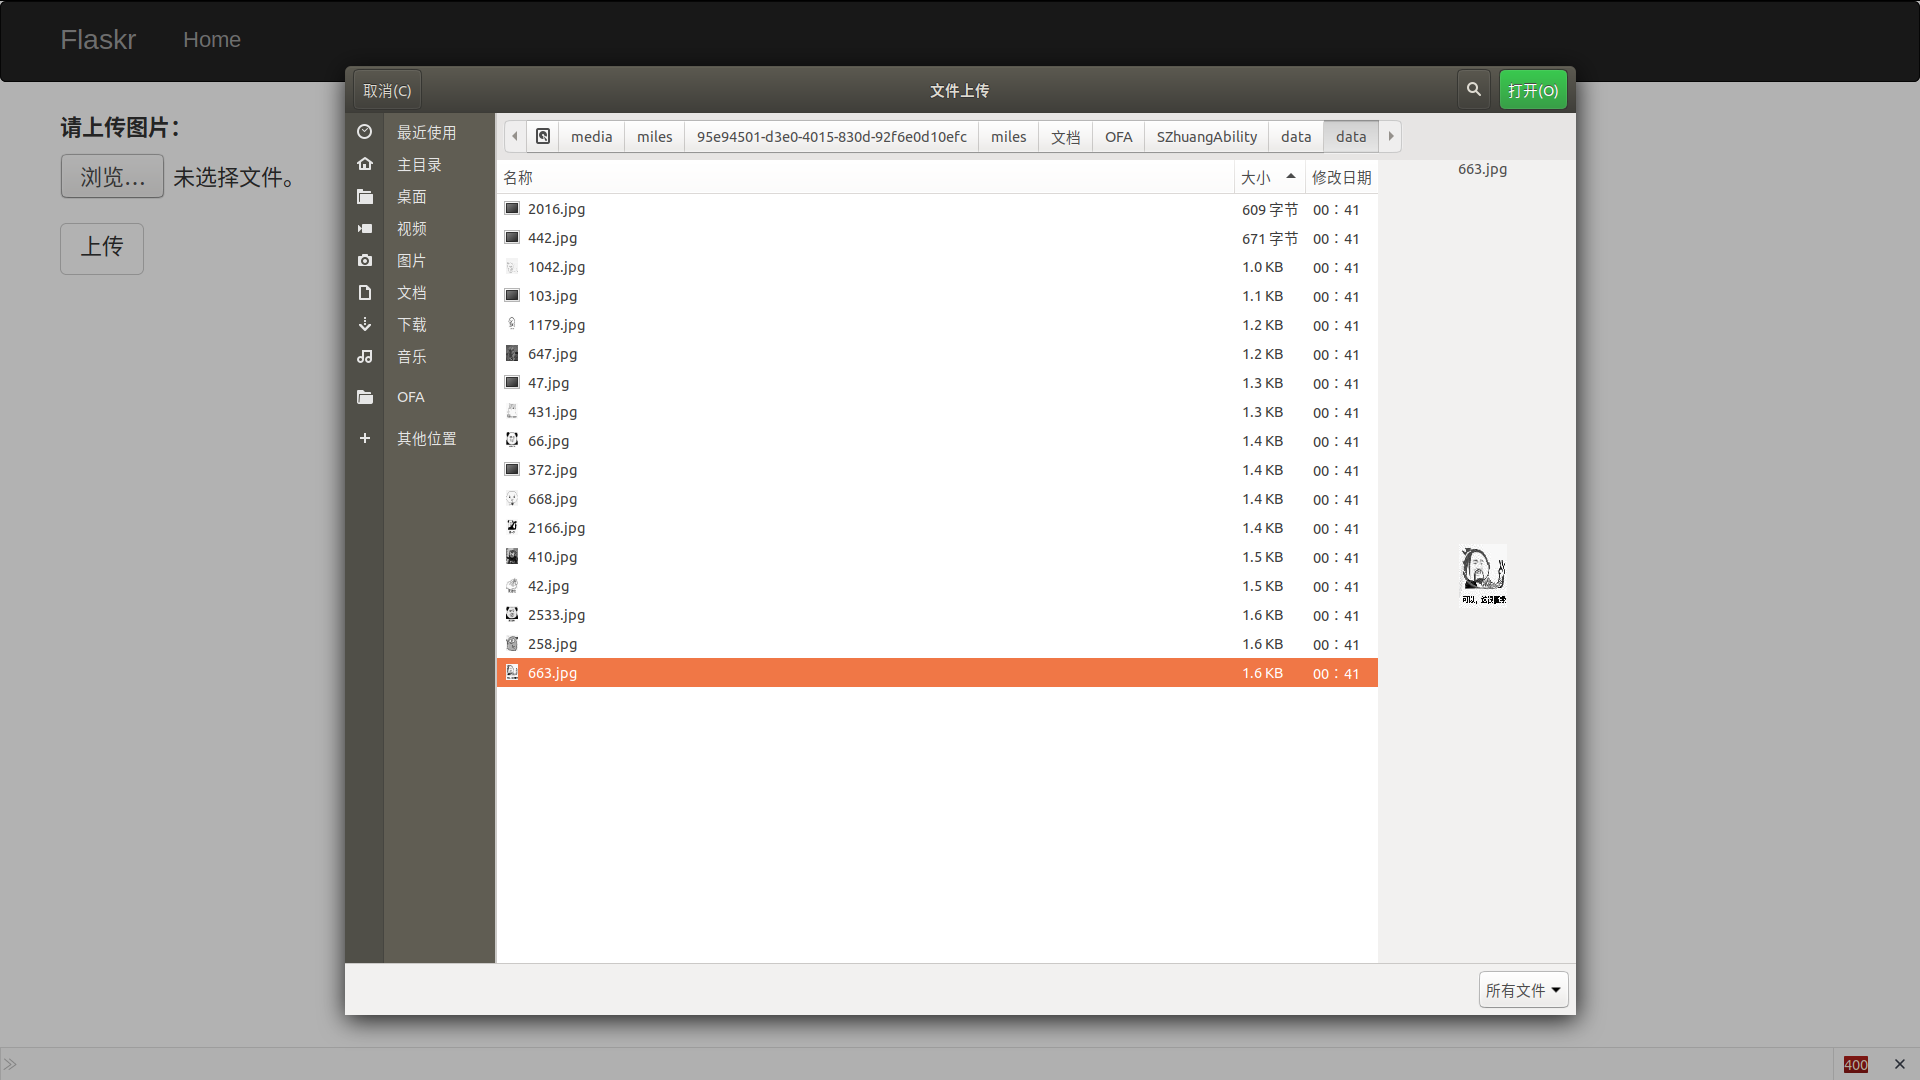 Flaskr Home
取消(C) 文件上传 打开(O)
请上传图片：
浏览… 未选择文件。
上传
最近使用
主目录
桌面
视频
图片
文档
下载
音乐
OFA
其他位置
media miles 95e94501-d3e0-4015-830d-92f6e0d10efc miles 文档 OFA SZhuangAbility data data
名称 大小 修改日期
2016.jpg 609 字节 00：41
442.jpg 671 字节 00：41
1042.jpg 1.0 KB 00：41
103.jpg 1.1 KB 00：41
1179.jpg 1.2 KB 00：41
647.jpg 1.2 KB 00：41
47.jpg 1.3 KB 00：41
431.jpg 1.3 KB 00：41
66.jpg 1.4 KB 00：41
372.jpg 1.4 KB 00：41
668.jpg 1.4 KB 00：41
2166.jpg 1.4 KB 00：41
410.jpg 1.5 KB 00：41
42.jpg 1.5 KB 00：41
2533.jpg 1.6 KB 00：41
258.jpg 1.6 KB 00：41
663.jpg 1.6 KB 00：41
663.jpg
可以，这很
所有文件
400